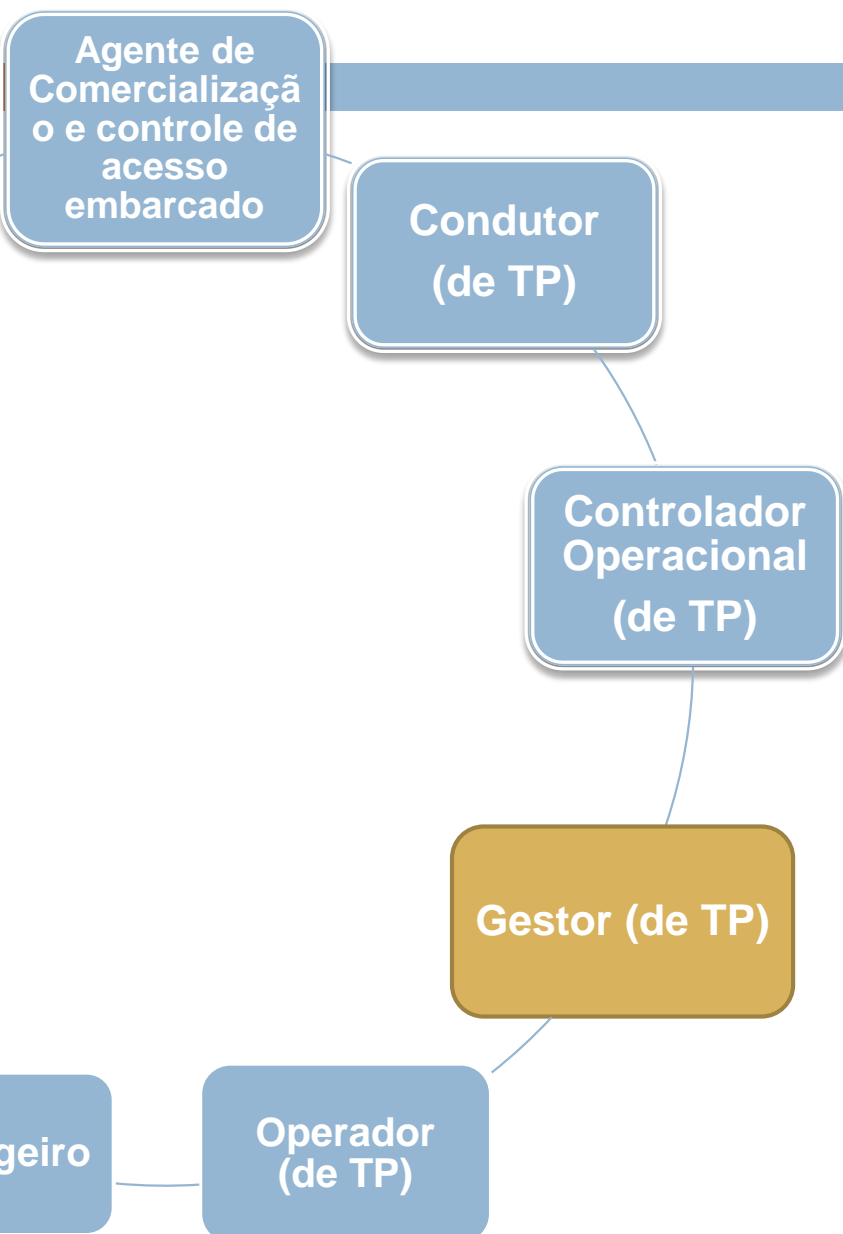 Agente de
Comercializaçã
o e controle de
acesso
embarcado
Condutor
(de TP)
Controlador
Operacional
(de TP)
Gestor (de TP)
Operador
(de TP)
geiro